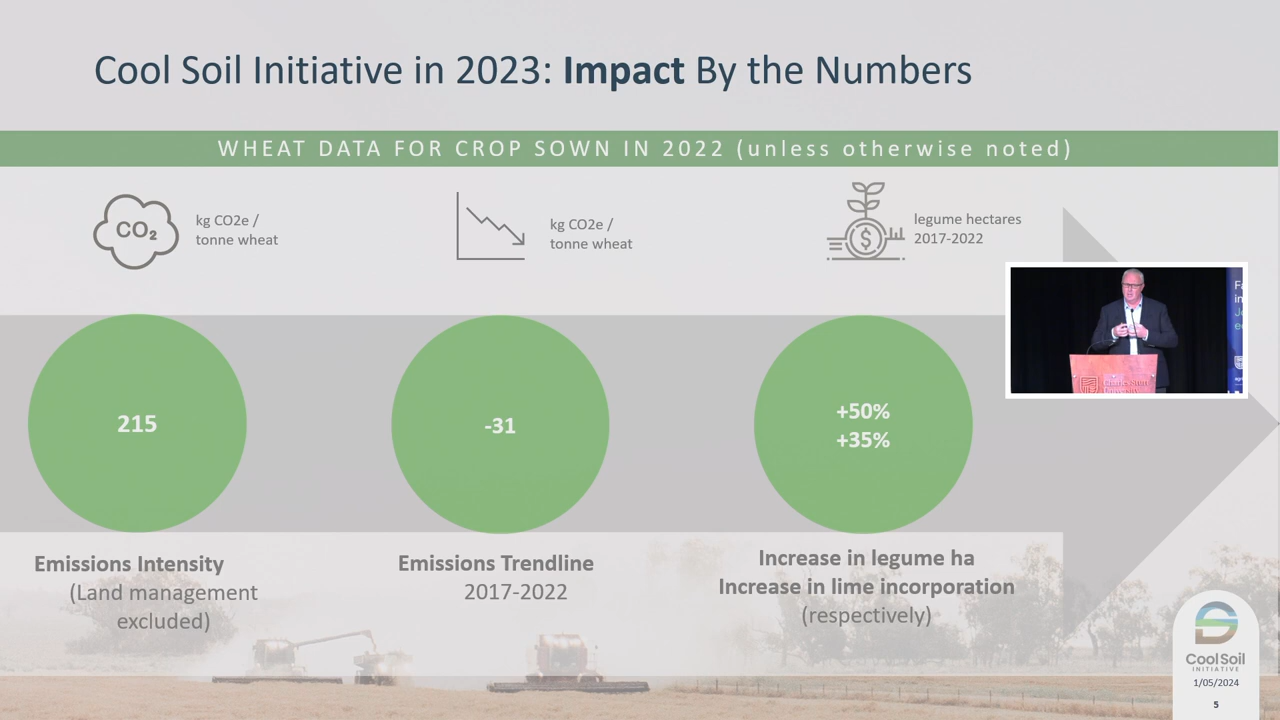 Cool Soil Initiative in 2023: Impact By the Numbers
WHEAT DATA FOR CROP SOWN IN 2022 (unless otherwise noted)
CO₂
kg CO2e /
tonne wheat
kg CO2e /
tonne wheat
$
legume hectares
2017-2022
215
-31
+50%
+35%
Emissions Intensity
(Land management
excluded)
Emissions Trendline
2017-2022
Increase in legume ha
Increase in lime incorporation
(respectively)
Charles Sturt
University
Cool Soil
INITIATIVE
1/05/2024
5